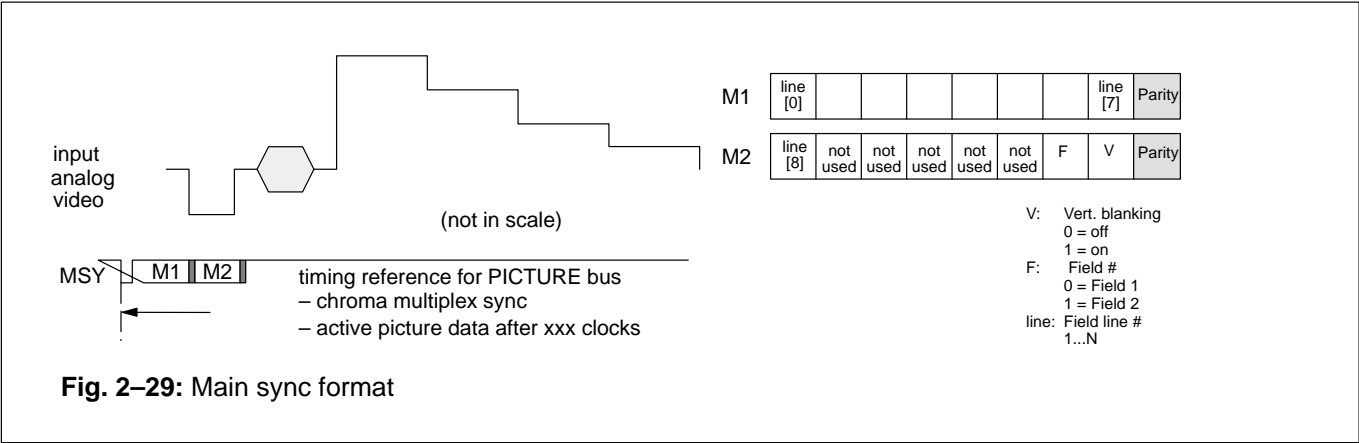 input
analog
video
(not in scale)
MSY
M1
M2
timing reference for PICTURE bus
– chroma multiplex sync
– active picture data after xxx clocks
M1
line
[0]
line
[7]
Parity
M2
line
[8]
not
used
not
used
not
used
not
used
not
used
F
V
Parity
V: Vert. blanking
0 = off
1 = on
F: Field #
0 = Field 1
1 = Field 2
line: Field line #
1...N
Fig. 2–29: Main sync format